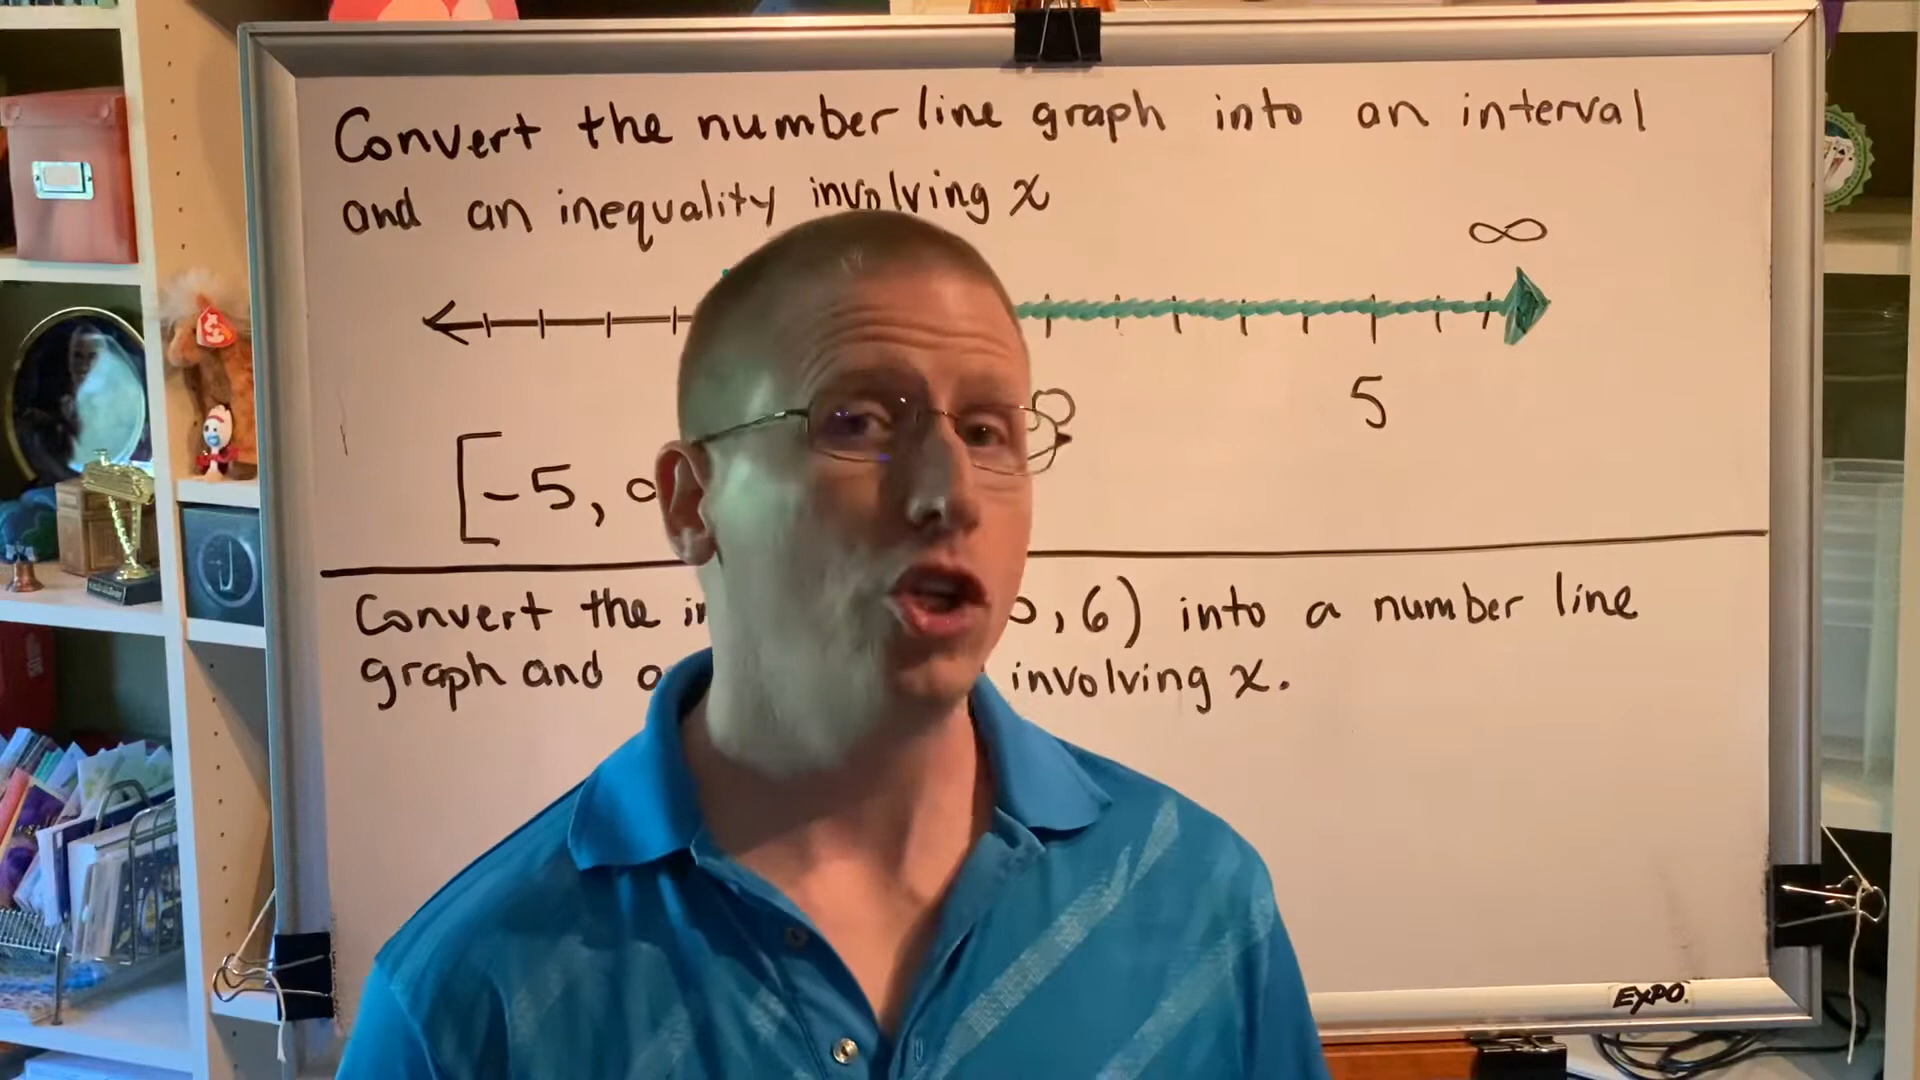 Convert the number line graph into an interval
and an inequality involving x
∞
5
[-5,
Convert the , 6) into a number line
graph and involving x.
EXPO.